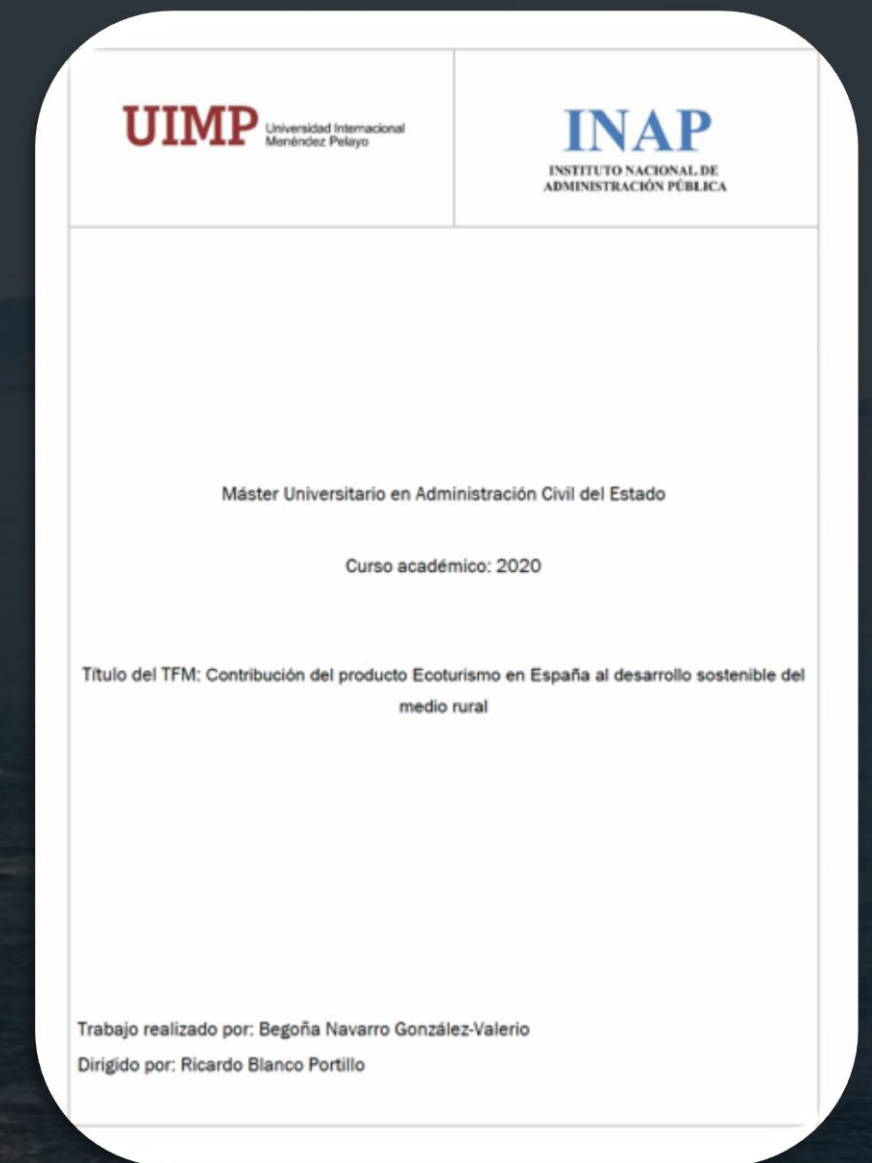 UIMP Universidad Internacional
Menéndez Pelayo
INAP
INSTITUTO NACIONAL DE
ADMINISTRACIÓN PÚBLICA
Máster Universitario en Administración Civil del Estado
Curso académico: 2020
Título del TFM: Contribución del producto Ecoturismo en España al desarrollo sostenible del
medio rural
Trabajo realizado por: Begoña Navarro González-Valerio
Dirigido por: Ricardo Blanco Portillo